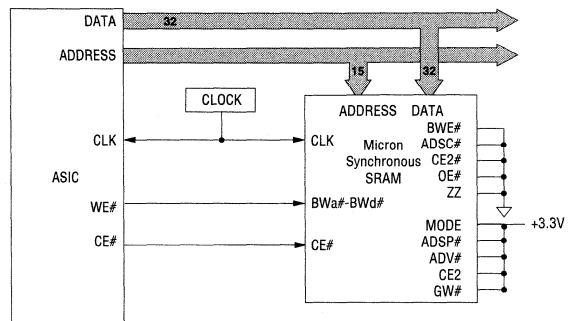 DATA
32
ADDRESS
15
32
CLOCK
ADDRESS DATA
BWE#
CLK
CLK
Micron
Synchronous
SRAM
ADSC#
CE2#
OE#
ZZ
ASIC
WE#
BWa#-BWd#
MODE
+3.3V
CE#
CE#
ADSP#
ADV#
CE2
GW#